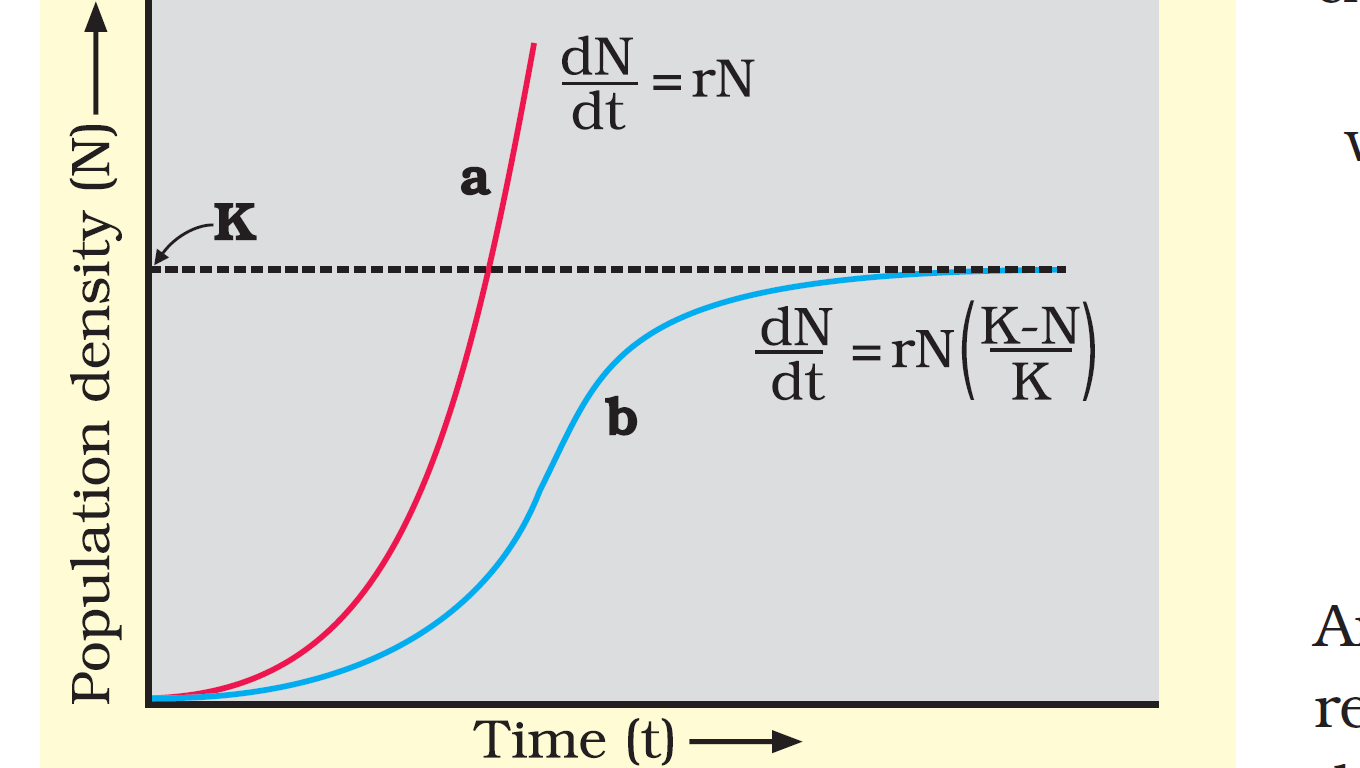 dN/dt = rN
a
K
dN/dt = rN((K-N)/K)
b
Population density (N)
Time (t)